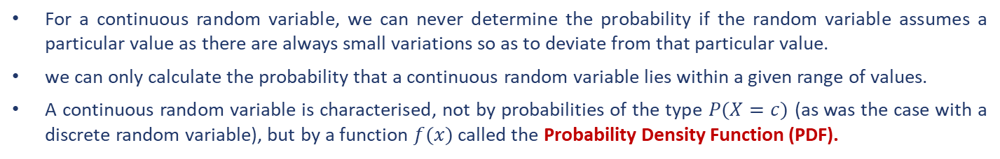 • For a continuous random variable, we can never determine the probability if the random variable assumes a
particular value as there are always small variations so as to deviate from that particular value.
• we can only calculate the probability that a continuous random variable lies within a given range of values.
• A continuous random variable is characterised, not by probabilities of the type P(X = c) (as was the case with a
discrete random variable), but by a function f(x) called the Probability Density Function (PDF).